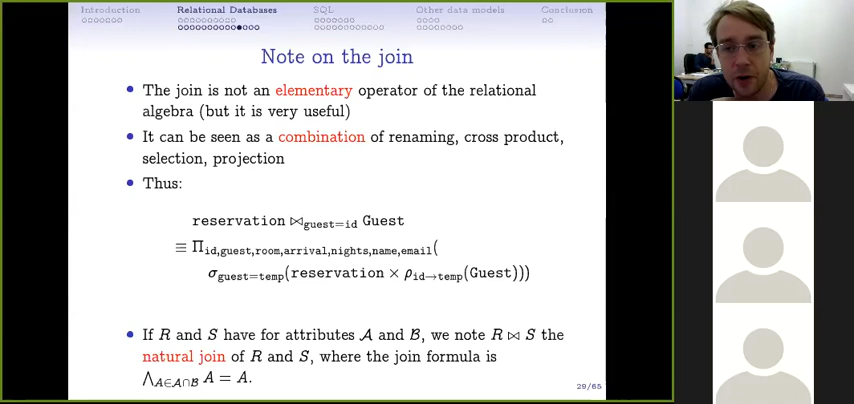 Introduction Relational Databases SQL Other data models Conclusion
Note on the join
• The join is not an elementary operator of the relational
algebra (but it is very useful)
• It can be seen as a combination of renaming, cross product,
selection, projection
• Thus:
reservation ⋈guest=id Guest
≡ Πid,guest,room,arrival,nights,name,email(
σguest=temp(reservation × ρid→temp(Guest)))
• If R and S have for attributes 𝒜 and ℬ, we note R ⋈ S the
natural join of R and S, where the join formula is
⋀A∈𝒜∩ℬ A = A.
29/65